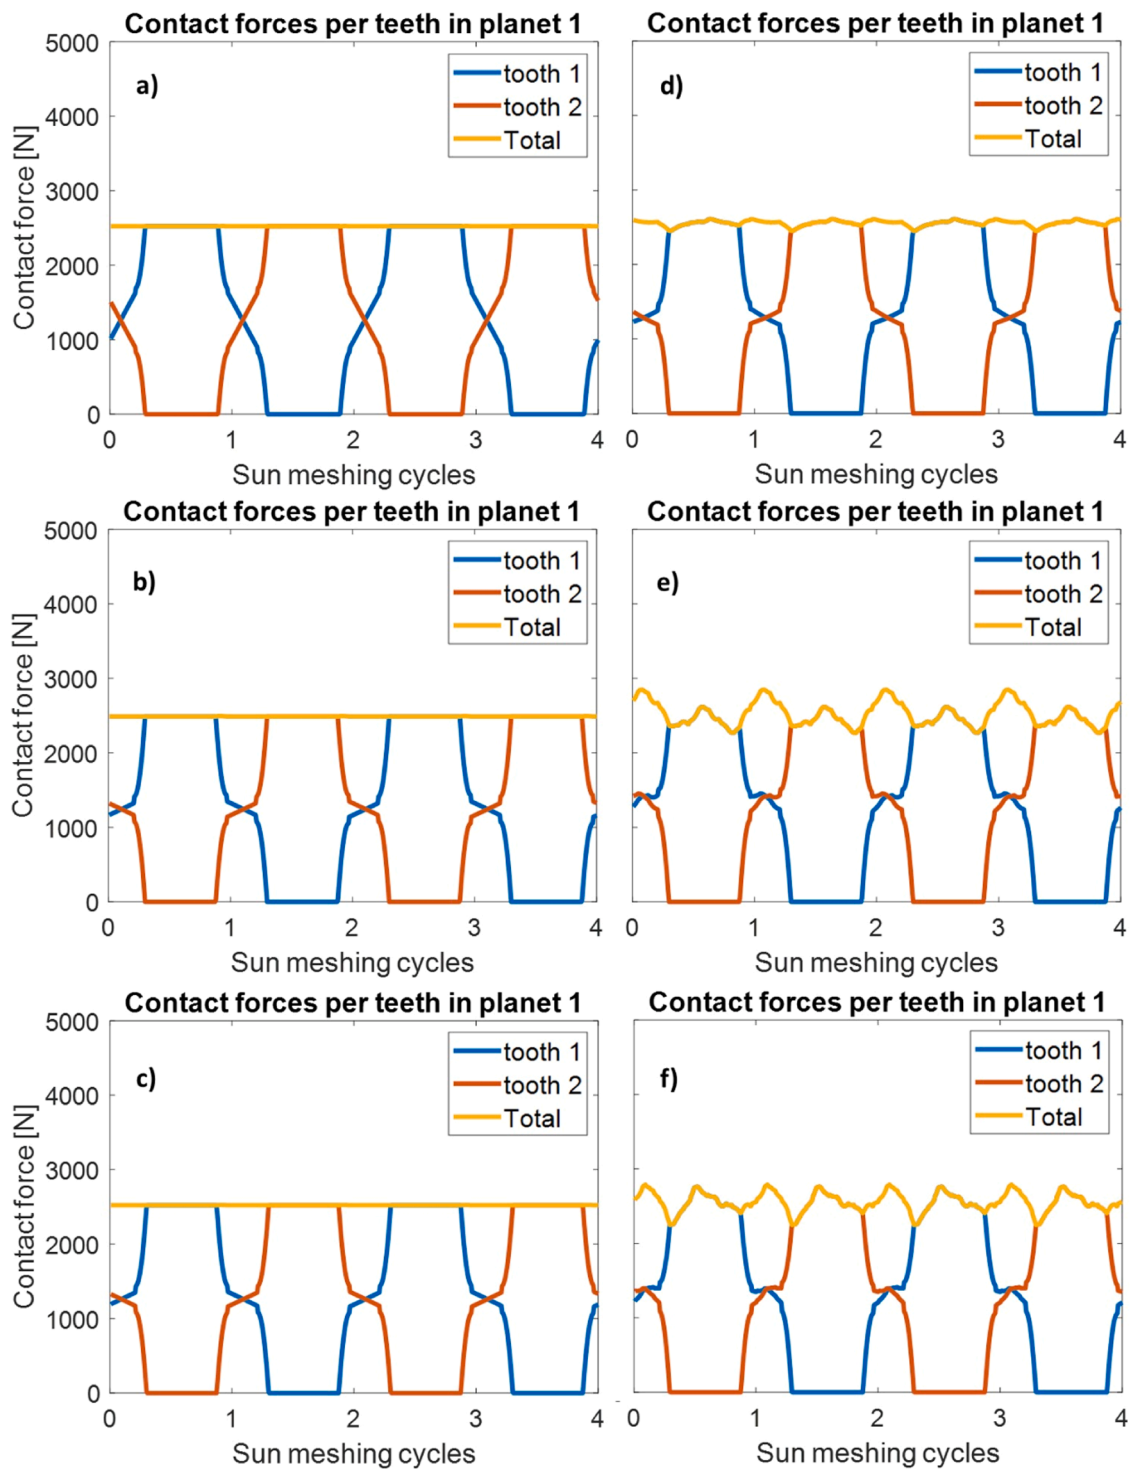 Contact forces per teeth in planet 1
5000
4000
3000
2000
1000
0
Contact force [N]
a)
tooth 1
tooth 2
Total
0 1 2 3 4
Sun meshing cycles
Contact forces per teeth in planet 1
d)
tooth 1
tooth 2
Total
0 1 2 3 4
Sun meshing cycles
Contact forces per teeth in planet 1
5000
4000
3000
2000
1000
0
Contact force [N]
b)
tooth 1
tooth 2
Total
0 1 2 3 4
Sun meshing cycles
Contact forces per teeth in planet 1
e)
tooth 1
tooth 2
Total
0 1 2 3 4
Sun meshing cycles
Contact forces per teeth in planet 1
5000
4000
3000
2000
1000
0
Contact force [N]
c)
tooth 1
tooth 2
Total
0 1 2 3 4
Sun meshing cycles
Contact forces per teeth in planet 1
f)
tooth 1
tooth 2
Total
0 1 2 3 4
Sun meshing cycles